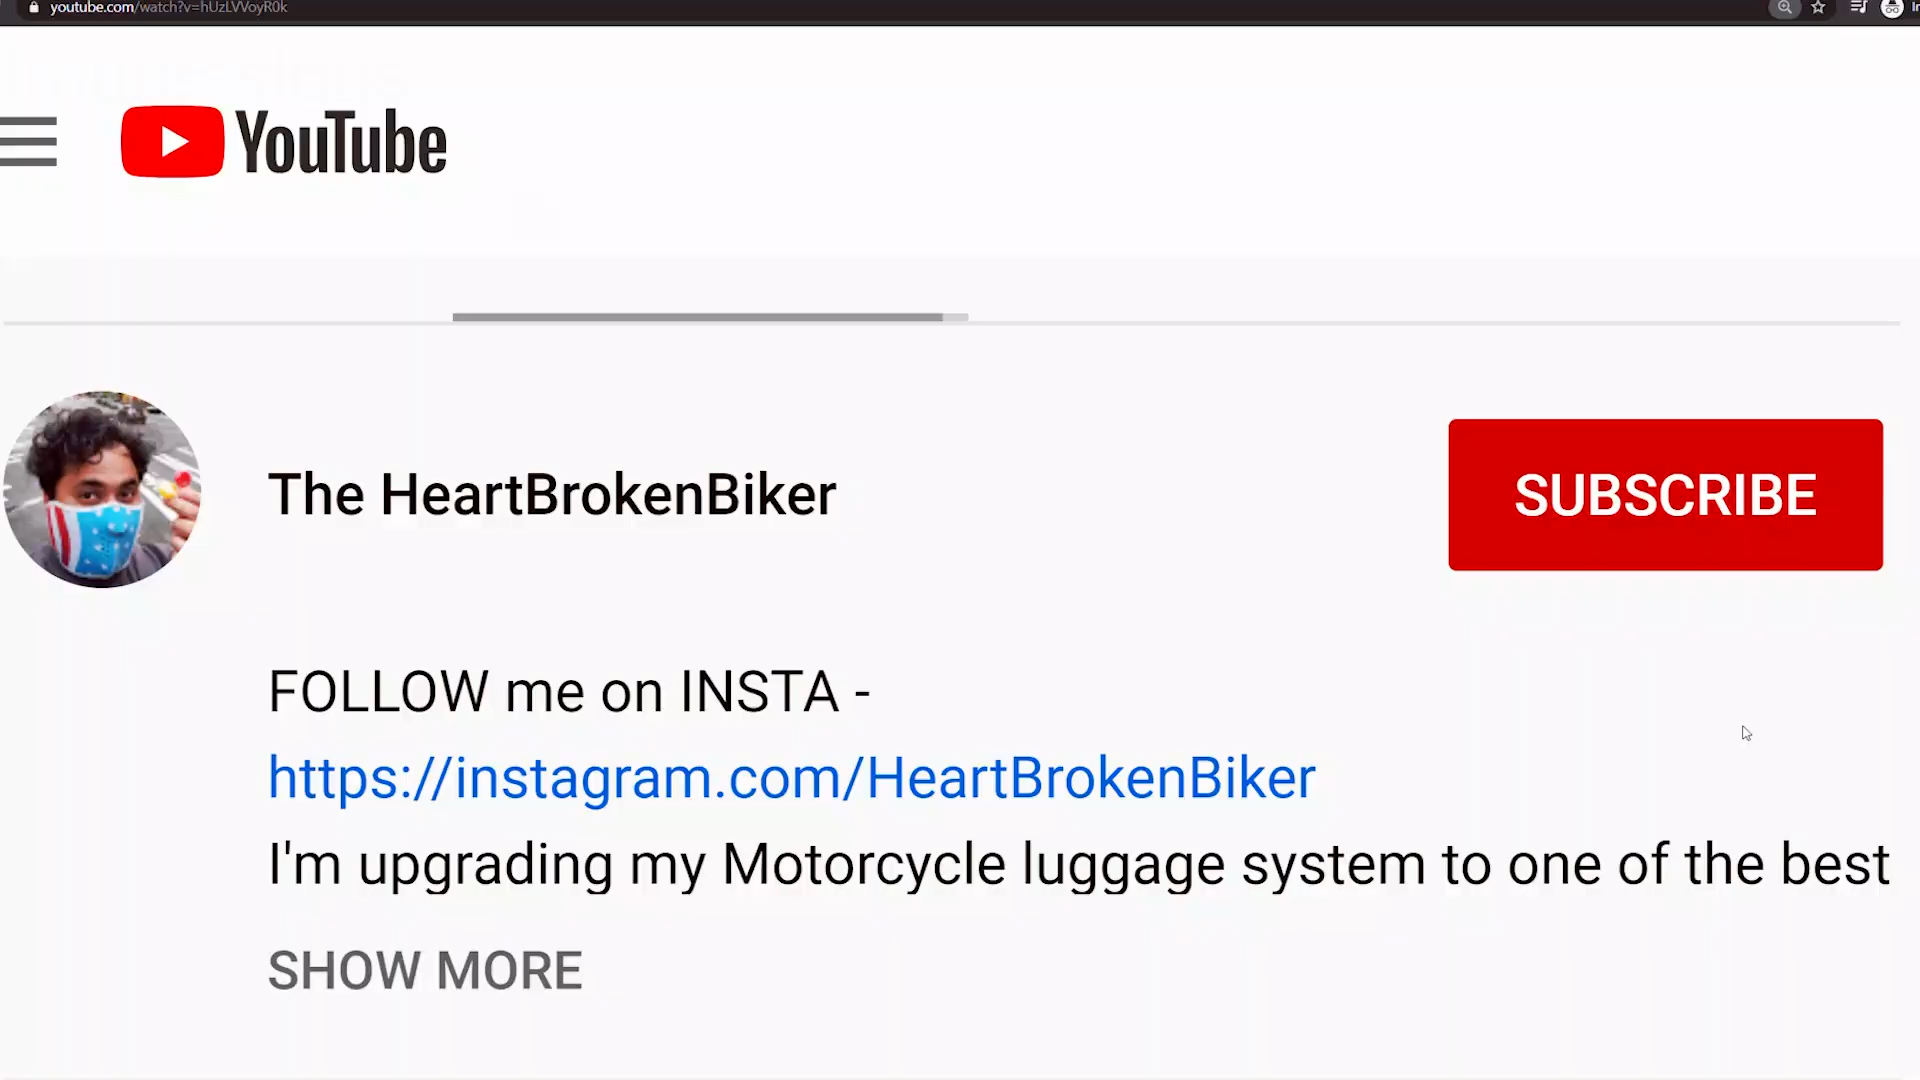 youtube.com/watch?v=hUzLVVoyR0k
YouTube
The HeartBrokenBiker
SUBSCRIBE
FOLLOW me on INSTA -
https://instagram.com/HeartBrokenBiker
I'm upgrading my Motorcycle luggage system to one of the best
SHOW MORE